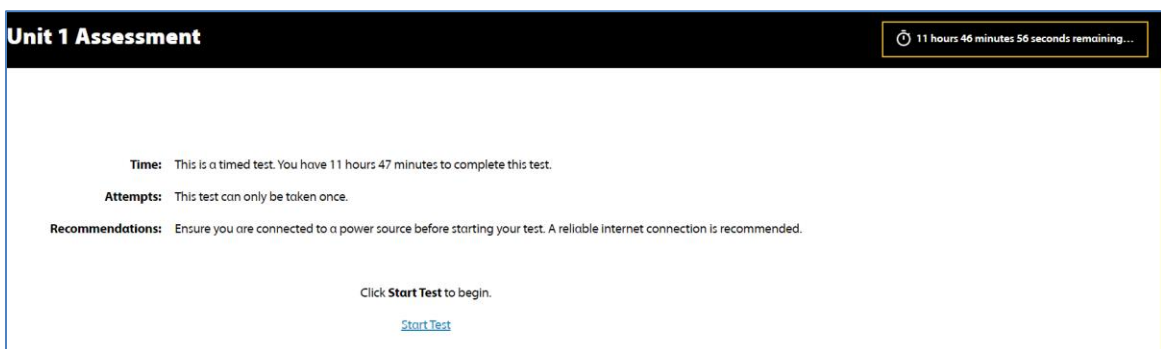 Unit 1 Assessment
11 hours 46 minutes 56 seconds remaining...
Time: This is a timed test. You have 11 hours 47 minutes to complete this test.
Attempts: This test can only be taken once.
Recommendations: Ensure you are connected to a power source before starting your test. A reliable internet connection is recommended.
Click Start Test to begin.
Start Test